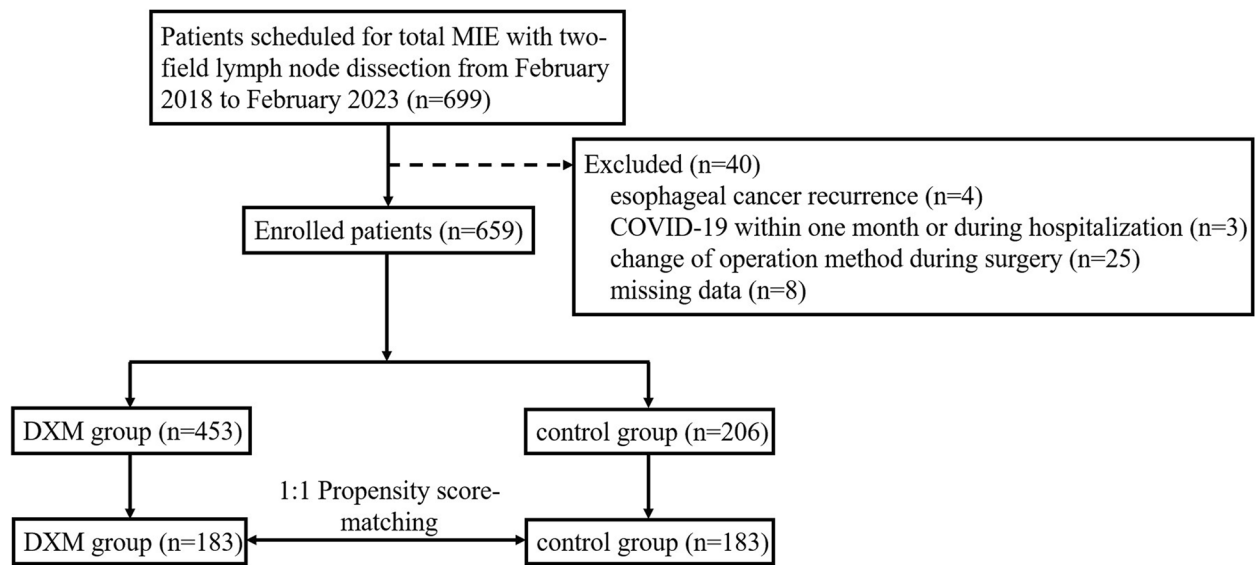 Patients scheduled for total MIE with two-
field lymph node dissection from February
2018 to February 2023 (n=699)
Excluded (n=40)
esophageal cancer recurrence (n=4)
COVID-19 within one month or during hospitalization (n=3)
change of operation method during surgery (n=25)
missing data (n=8)
Enrolled patients (n=659)
DXM group (n=453)
control group (n=206)
1:1 Propensity score-
matching
DXM group (n=183)
control group (n=183)